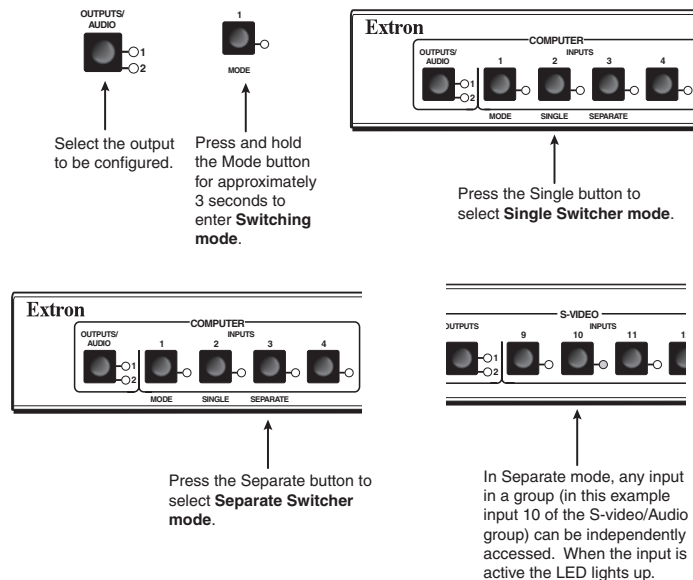 OUTPUTS/
AUDIO
1
2
Select the output
to be configured.
1
MODE
Press and hold
the Mode button
for approximately
3 seconds to
enter Switching
mode.
Extron
COMPUTER
INPUTS
OUTPUTS/
AUDIO
1 2 3 4
1
2
MODE SINGLE SEPARATE
Press the Single button to
select Single Switcher mode.
Extron
COMPUTER
INPUTS
OUTPUTS/
AUDIO
1 2 3 4
1
2
MODE SINGLE SEPARATE
Press the Separate button to
select Separate Switcher
mode.
S-VIDEO
INPUTS
9 10 11
1
2
In Separate mode, any input
in a group (in this example
input 10 of the S-video/Audio
group) can be independently
accessed. When the input is
active the LED lights up.